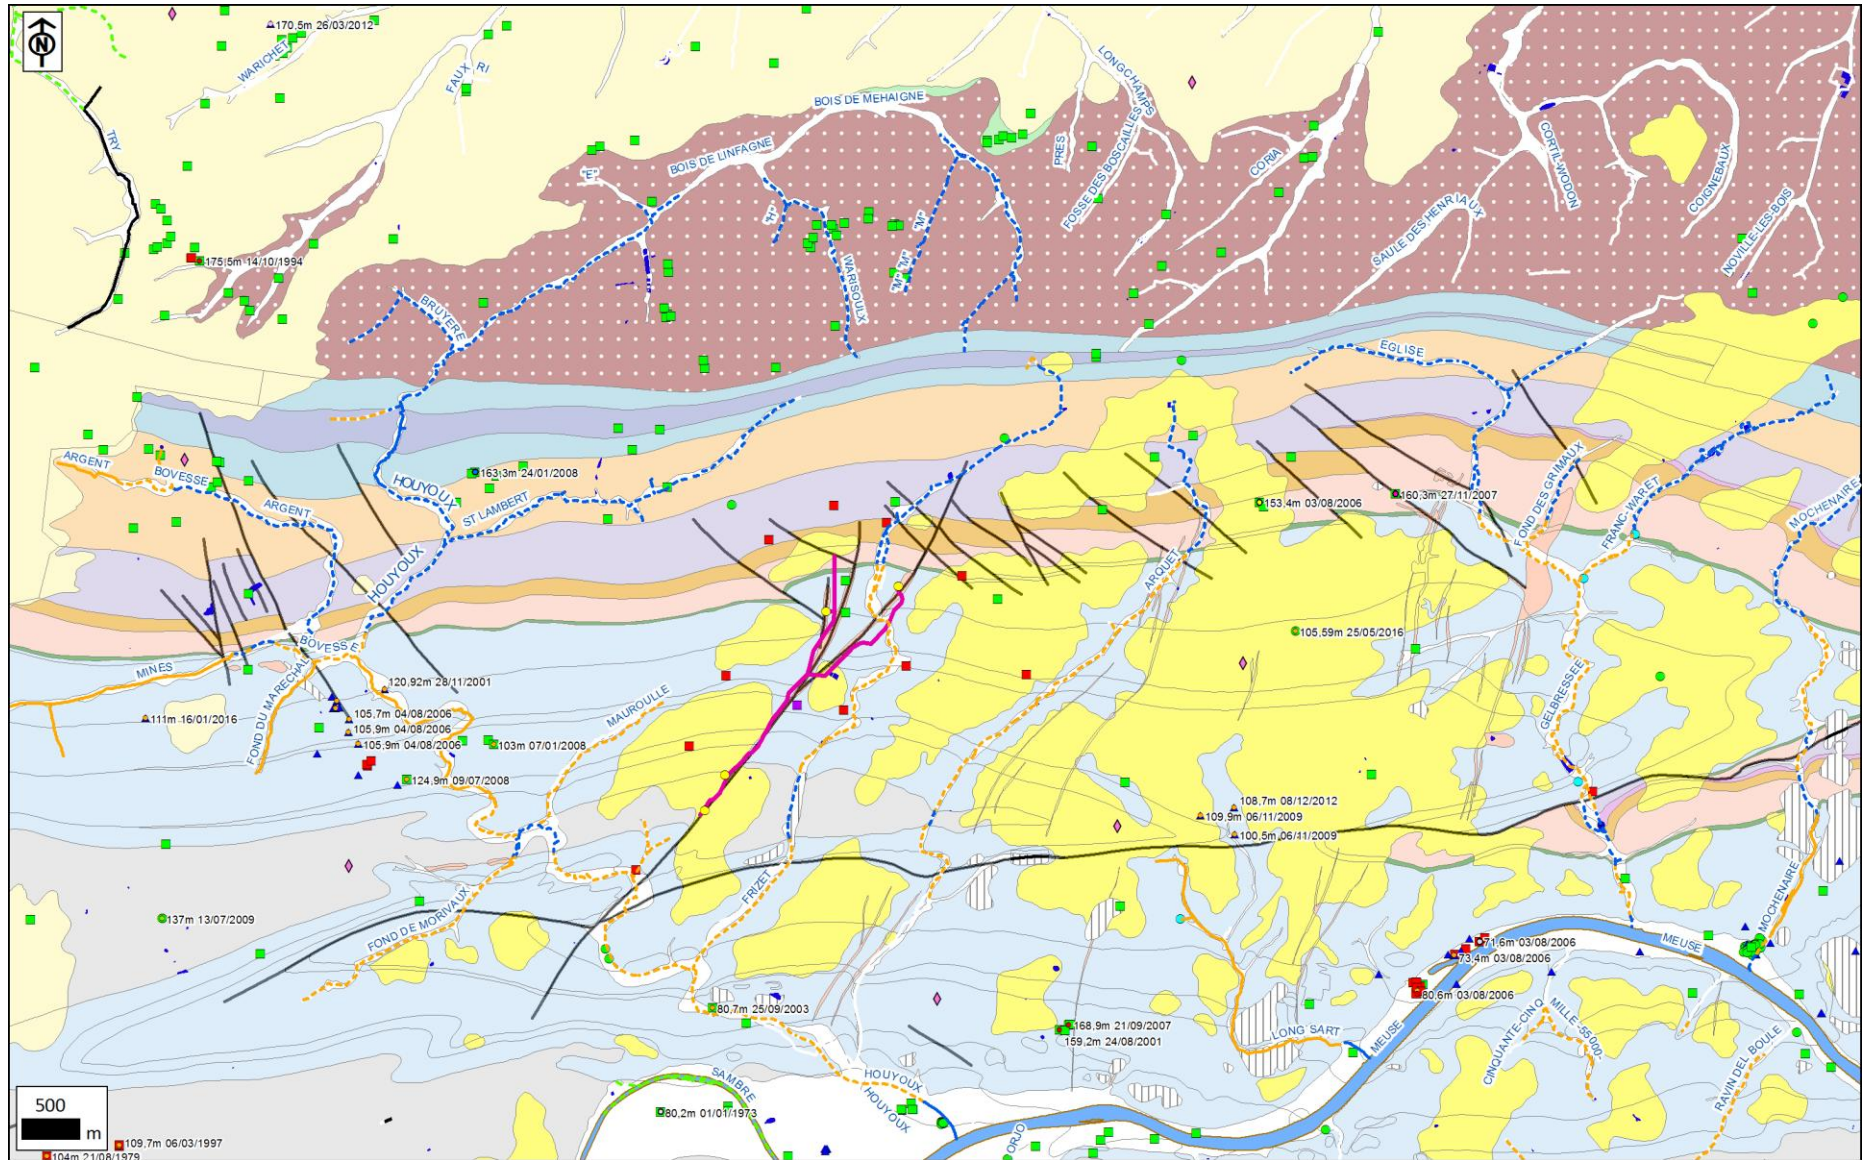 N
170,5m 26/03/2012
WARICHET
FAUX RI
LONGCHAMPS
TRY
BOIS DE MEHAIGNE
BOIS DE LINFAGNE
"E"
PRES
FOSSE DES BOSCAILLES
CORIA
CORTIL-WODON
COIGNEBAUX
"H"
"M"
"M"
"M"
WARISOULX
SAULE DES HENRIAUX
NOVILLE-LES-BOIS
175,5m 14/10/1994
BRUYERE
EGLISE
ARGENT
BOVESSE
ARGENT
HOUYOUX
163,3m 24/01/2008
ST LAMBERT
153,4m 03/08/2006
160,3m 27/11/2007
FOND DES GRIMAUX
FRANC-WARET
MOCHENAIRE
HOUYOUX
ARQUET
BOVESSE
MINES
105,59m 25/05/2016
FOND DU MARECHAL
120,92m 28/11/2001
MAUROULLE
GELBRESSEE
111m 16/01/2016
105,7m 04/08/2006
105,9m 04/08/2006
105,9m 04/08/2006
103m 07/01/2008
124,9m 09/07/2008
108,7m 08/12/2012
109,9m 06/11/2009
100,5m 06/11/2009
FRIZET
FOND DE MORIVAUX
137m 13/07/2009
MOCHENAIRE
MEUSE
71,6m 03/08/2006
73,4m 03/08/2006
80,6m 03/08/2006
80,7m 25/09/2003
168,9m 21/09/2007
159,2m 24/08/2001
LONG SART
MEUSE
CINQUANTE-CINQ
MILLE -55000-
RAVIN DEL BOULE
SAMBRE
HOUYOUX
HOUYOUX
80,2m 01/01/1973
ORJO
500
m
109,7m 06/03/1997
104m 21/08/1979